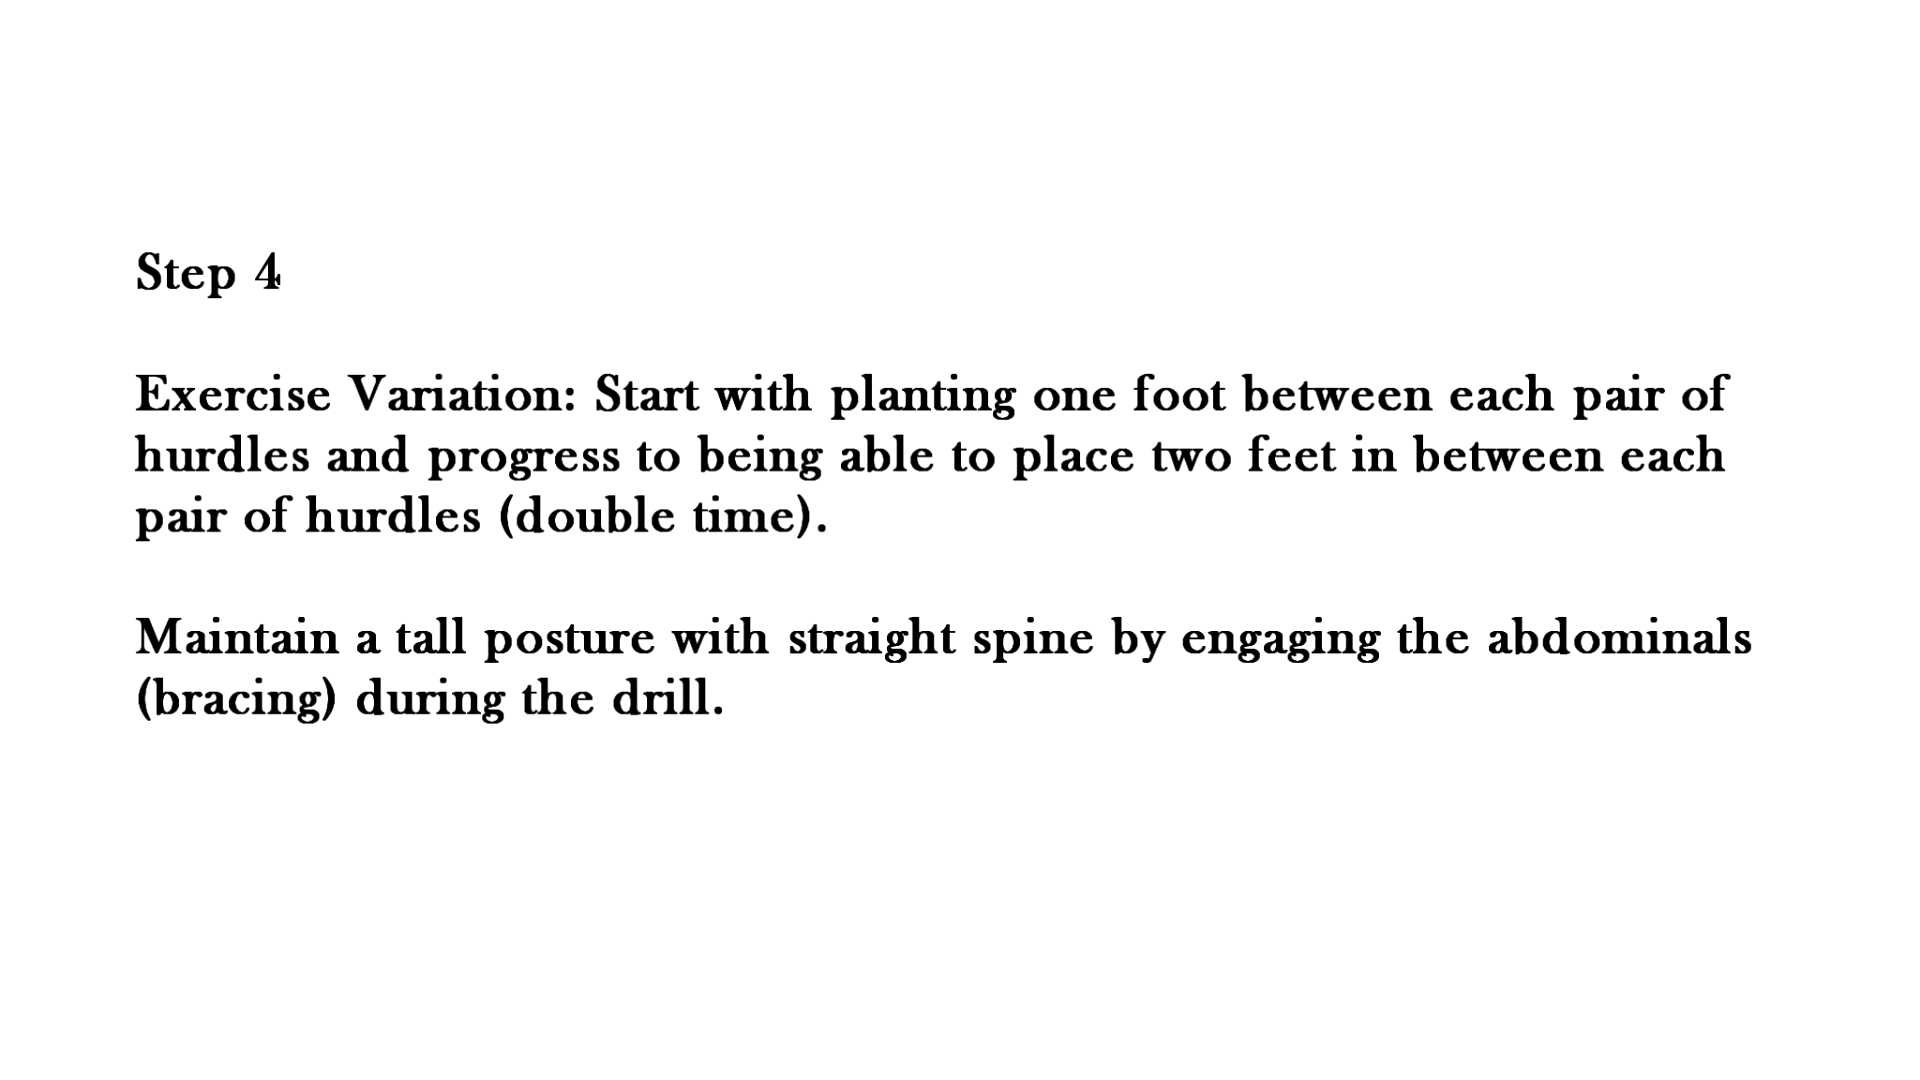 Step 4
Exercise Variation: Start with planting one foot between each pair of
hurdles and progress to being able to place two feet in between each
pair of hurdles (double time).
Maintain a tall posture with straight spine by engaging the abdominals
(bracing) during the drill.